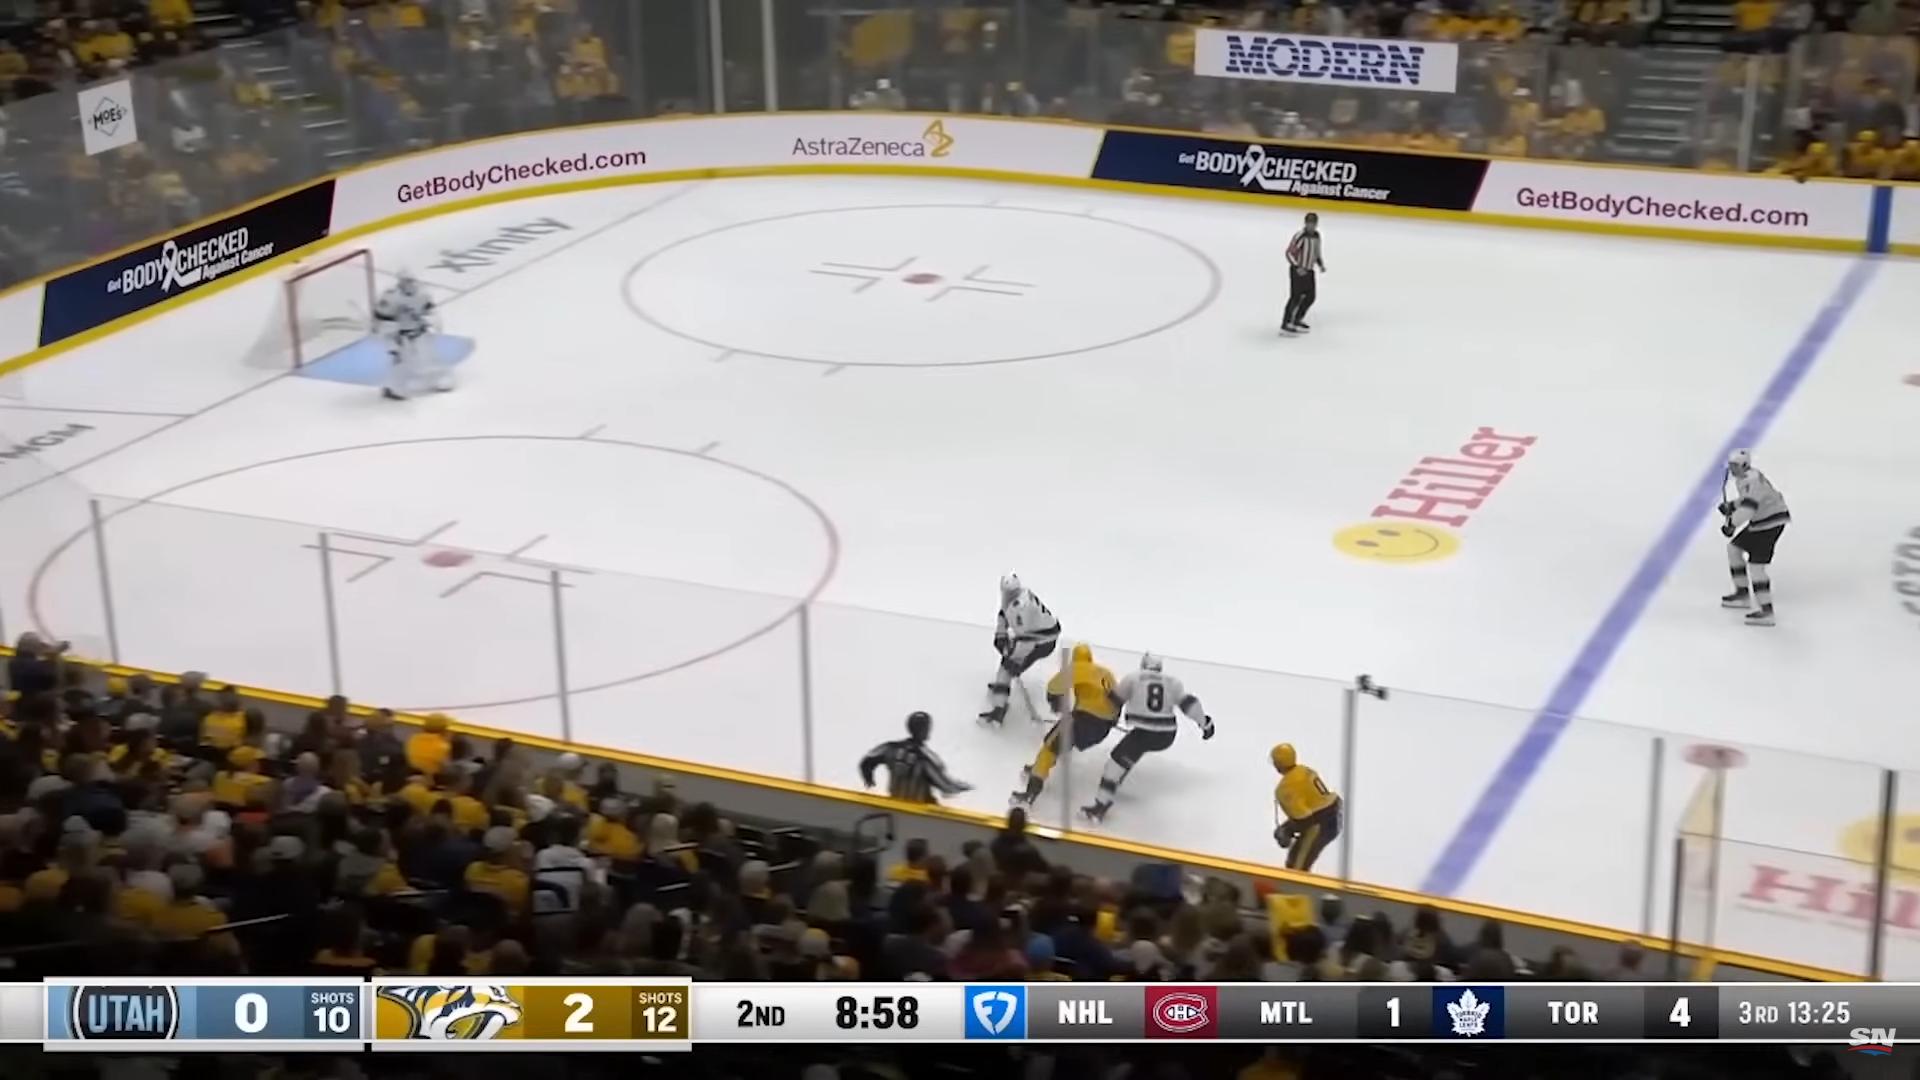 MOE'S
MODERN
GetBodyChecked.com
AstraZeneca
Get BODY CHECKED
Against Cancer
GetBodyChecked.com
Get BODY CHECKED
Against Cancer
xfinity
MGM
Hiller
8
Hil
UTAH 0 SHOTS 10
2 SHOTS 12
2ND 8:58
NHL MTL 1 TOR 4 3RD 13:25
SN